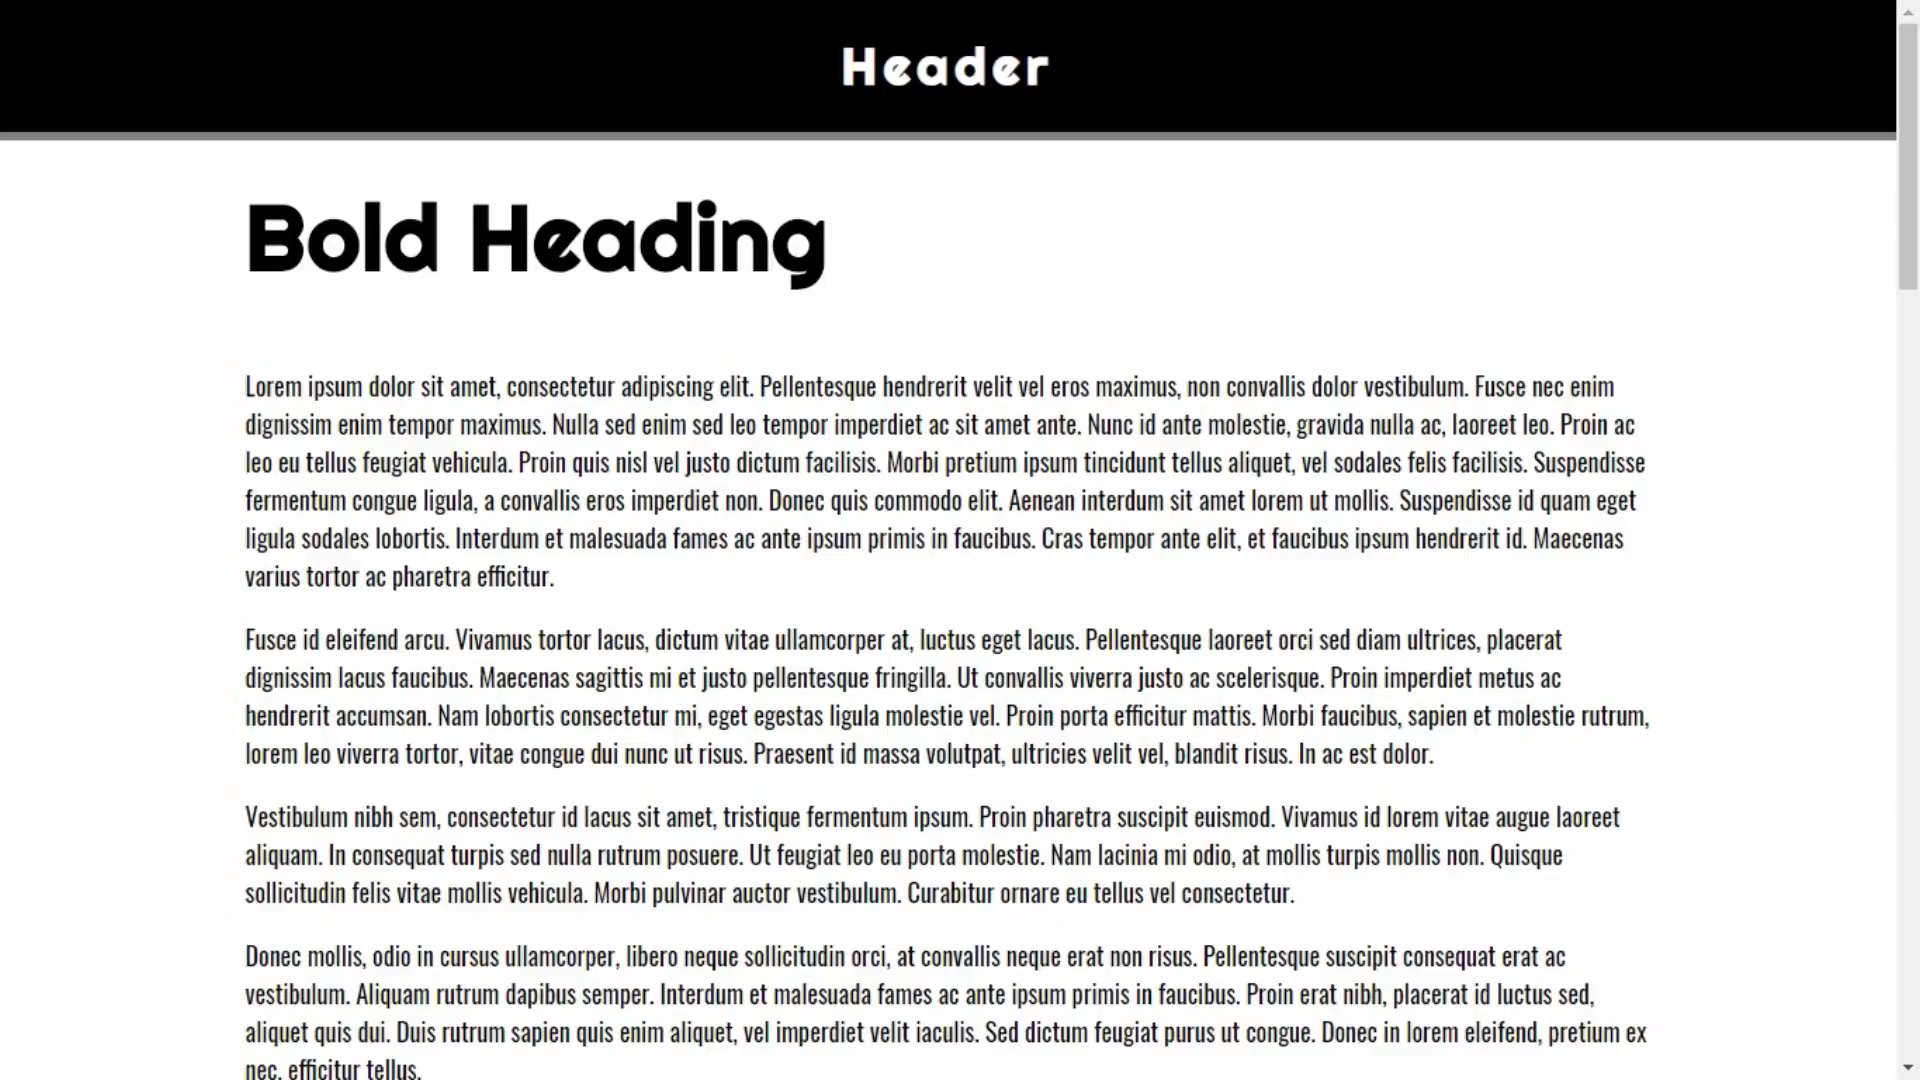 Header
Bold Heading
Lorem ipsum dolor sit amet, consectetur adipiscing elit. Pellentesque hendrerit velit vel eros maximus, non convallis dolor vestibulum. Fusce nec enim
dignissim enim tempor maximus. Nulla sed enim sed leo tempor imperdiet ac sit amet ante. Nunc id ante molestie, gravida nulla ac, laoreet leo. Proin ac
leo eu tellus feugiat vehicula. Proin quis nisl vel justo dictum facilisis. Morbi pretium ipsum tincidunt tellus aliquet, vel sodales felis facilisis. Suspendisse
fermentum congue ligula, a convallis eros imperdiet non. Donec quis commodo elit. Aenean interdum sit amet lorem ut mollis. Suspendisse id quam eget
ligula sodales lobortis. Interdum et malesuada fames ac ante ipsum primis in faucibus. Cras tempor ante elit, et faucibus ipsum hendrerit id. Maecenas
varius tortor ac pharetra efficitur.
Fusce id eleifend arcu. Vivamus tortor lacus, dictum vitae ullamcorper at, luctus eget lacus. Pellentesque laoreet orci sed diam ultrices, placerat
dignissim lacus faucibus. Maecenas sagittis mi et justo pellentesque fringilla. Ut convallis viverra justo ac scelerisque. Proin imperdiet metus ac
hendrerit accumsan. Nam lobortis consectetur mi, eget egestas ligula molestie vel. Proin porta efficitur mattis. Morbi faucibus, sapien et molestie rutrum,
lorem leo viverra tortor, vitae congue dui nunc ut risus. Praesent id massa volutpat, ultricies velit vel, blandit risus. In ac est dolor.
Vestibulum nibh sem, consectetur id lacus sit amet, tristique fermentum ipsum. Proin pharetra suscipit euismod. Vivamus id lorem vitae augue laoreet
aliquam. In consequat turpis sed nulla rutrum posuere. Ut feugiat leo eu porta molestie. Nam lacinia mi odio, at mollis turpis mollis non. Quisque
sollicitudin felis vitae mollis vehicula. Morbi pulvinar auctor vestibulum. Curabitur ornare eu tellus vel consectetur.
Donec mollis, odio in cursus ullamcorper, libero neque sollicitudin orci, at convallis neque erat non risus. Pellentesque suscipit consequat erat ac
vestibulum. Aliquam rutrum dapibus semper. Interdum et malesuada fames ac ante ipsum primis in faucibus. Proin erat nibh, placerat id luctus sed,
aliquet quis dui. Duis rutrum sapien quis enim aliquet, vel imperdiet velit iaculis. Sed dictum feugiat purus ut congue. Donec in lorem eleifend, pretium ex
nec, efficitur tellus.